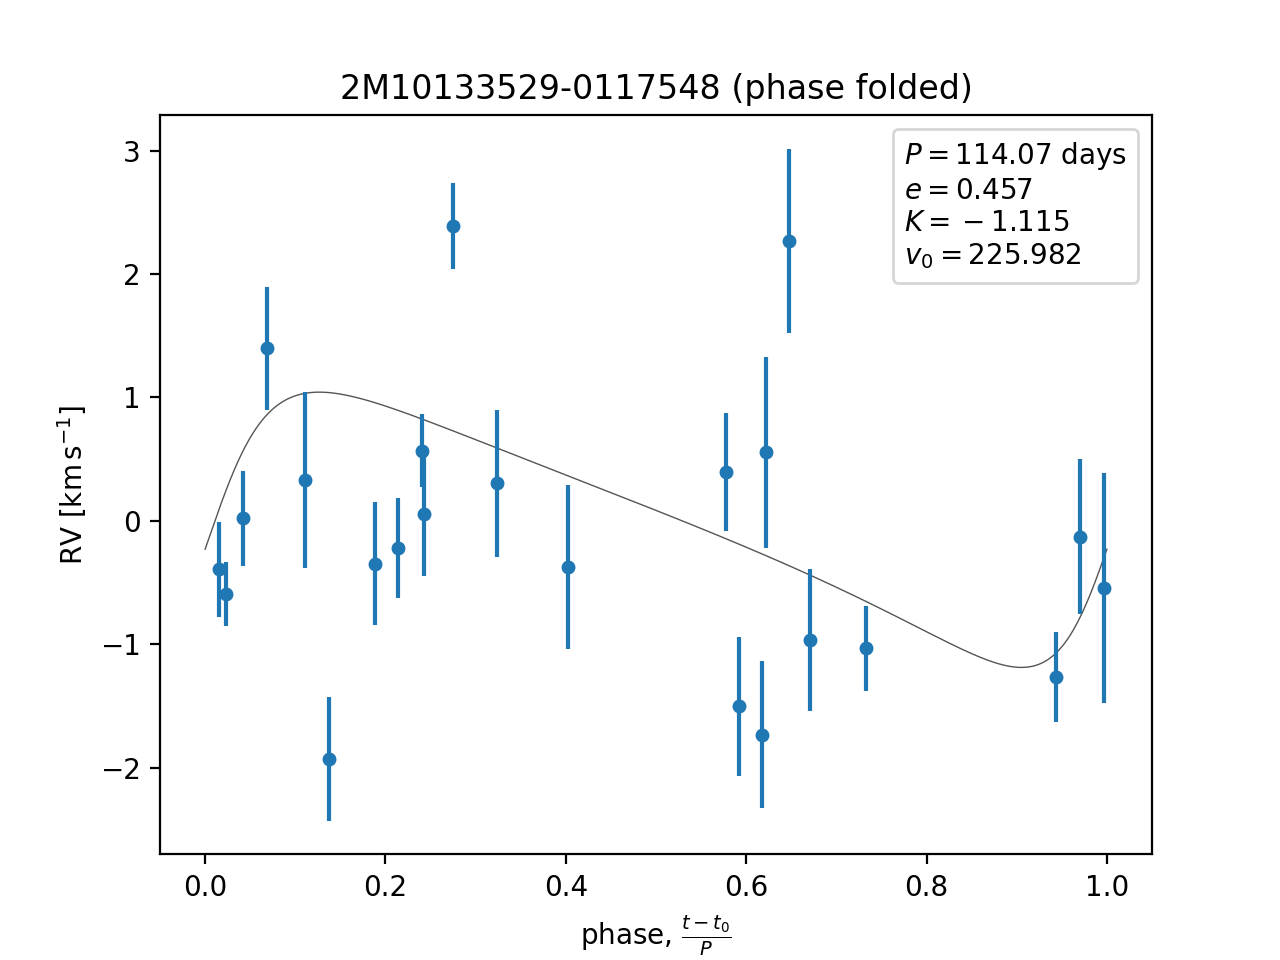 2M10133529-0117548 (phase folded)
P = 114.07 days
e = 0.457
K = −1.115
v₀ = 225.982
3
2
1
0
−1
−2
RV [km s⁻¹]
0.0 0.2 0.4 0.6 0.8 1.0
phase, (t − t₀)/P